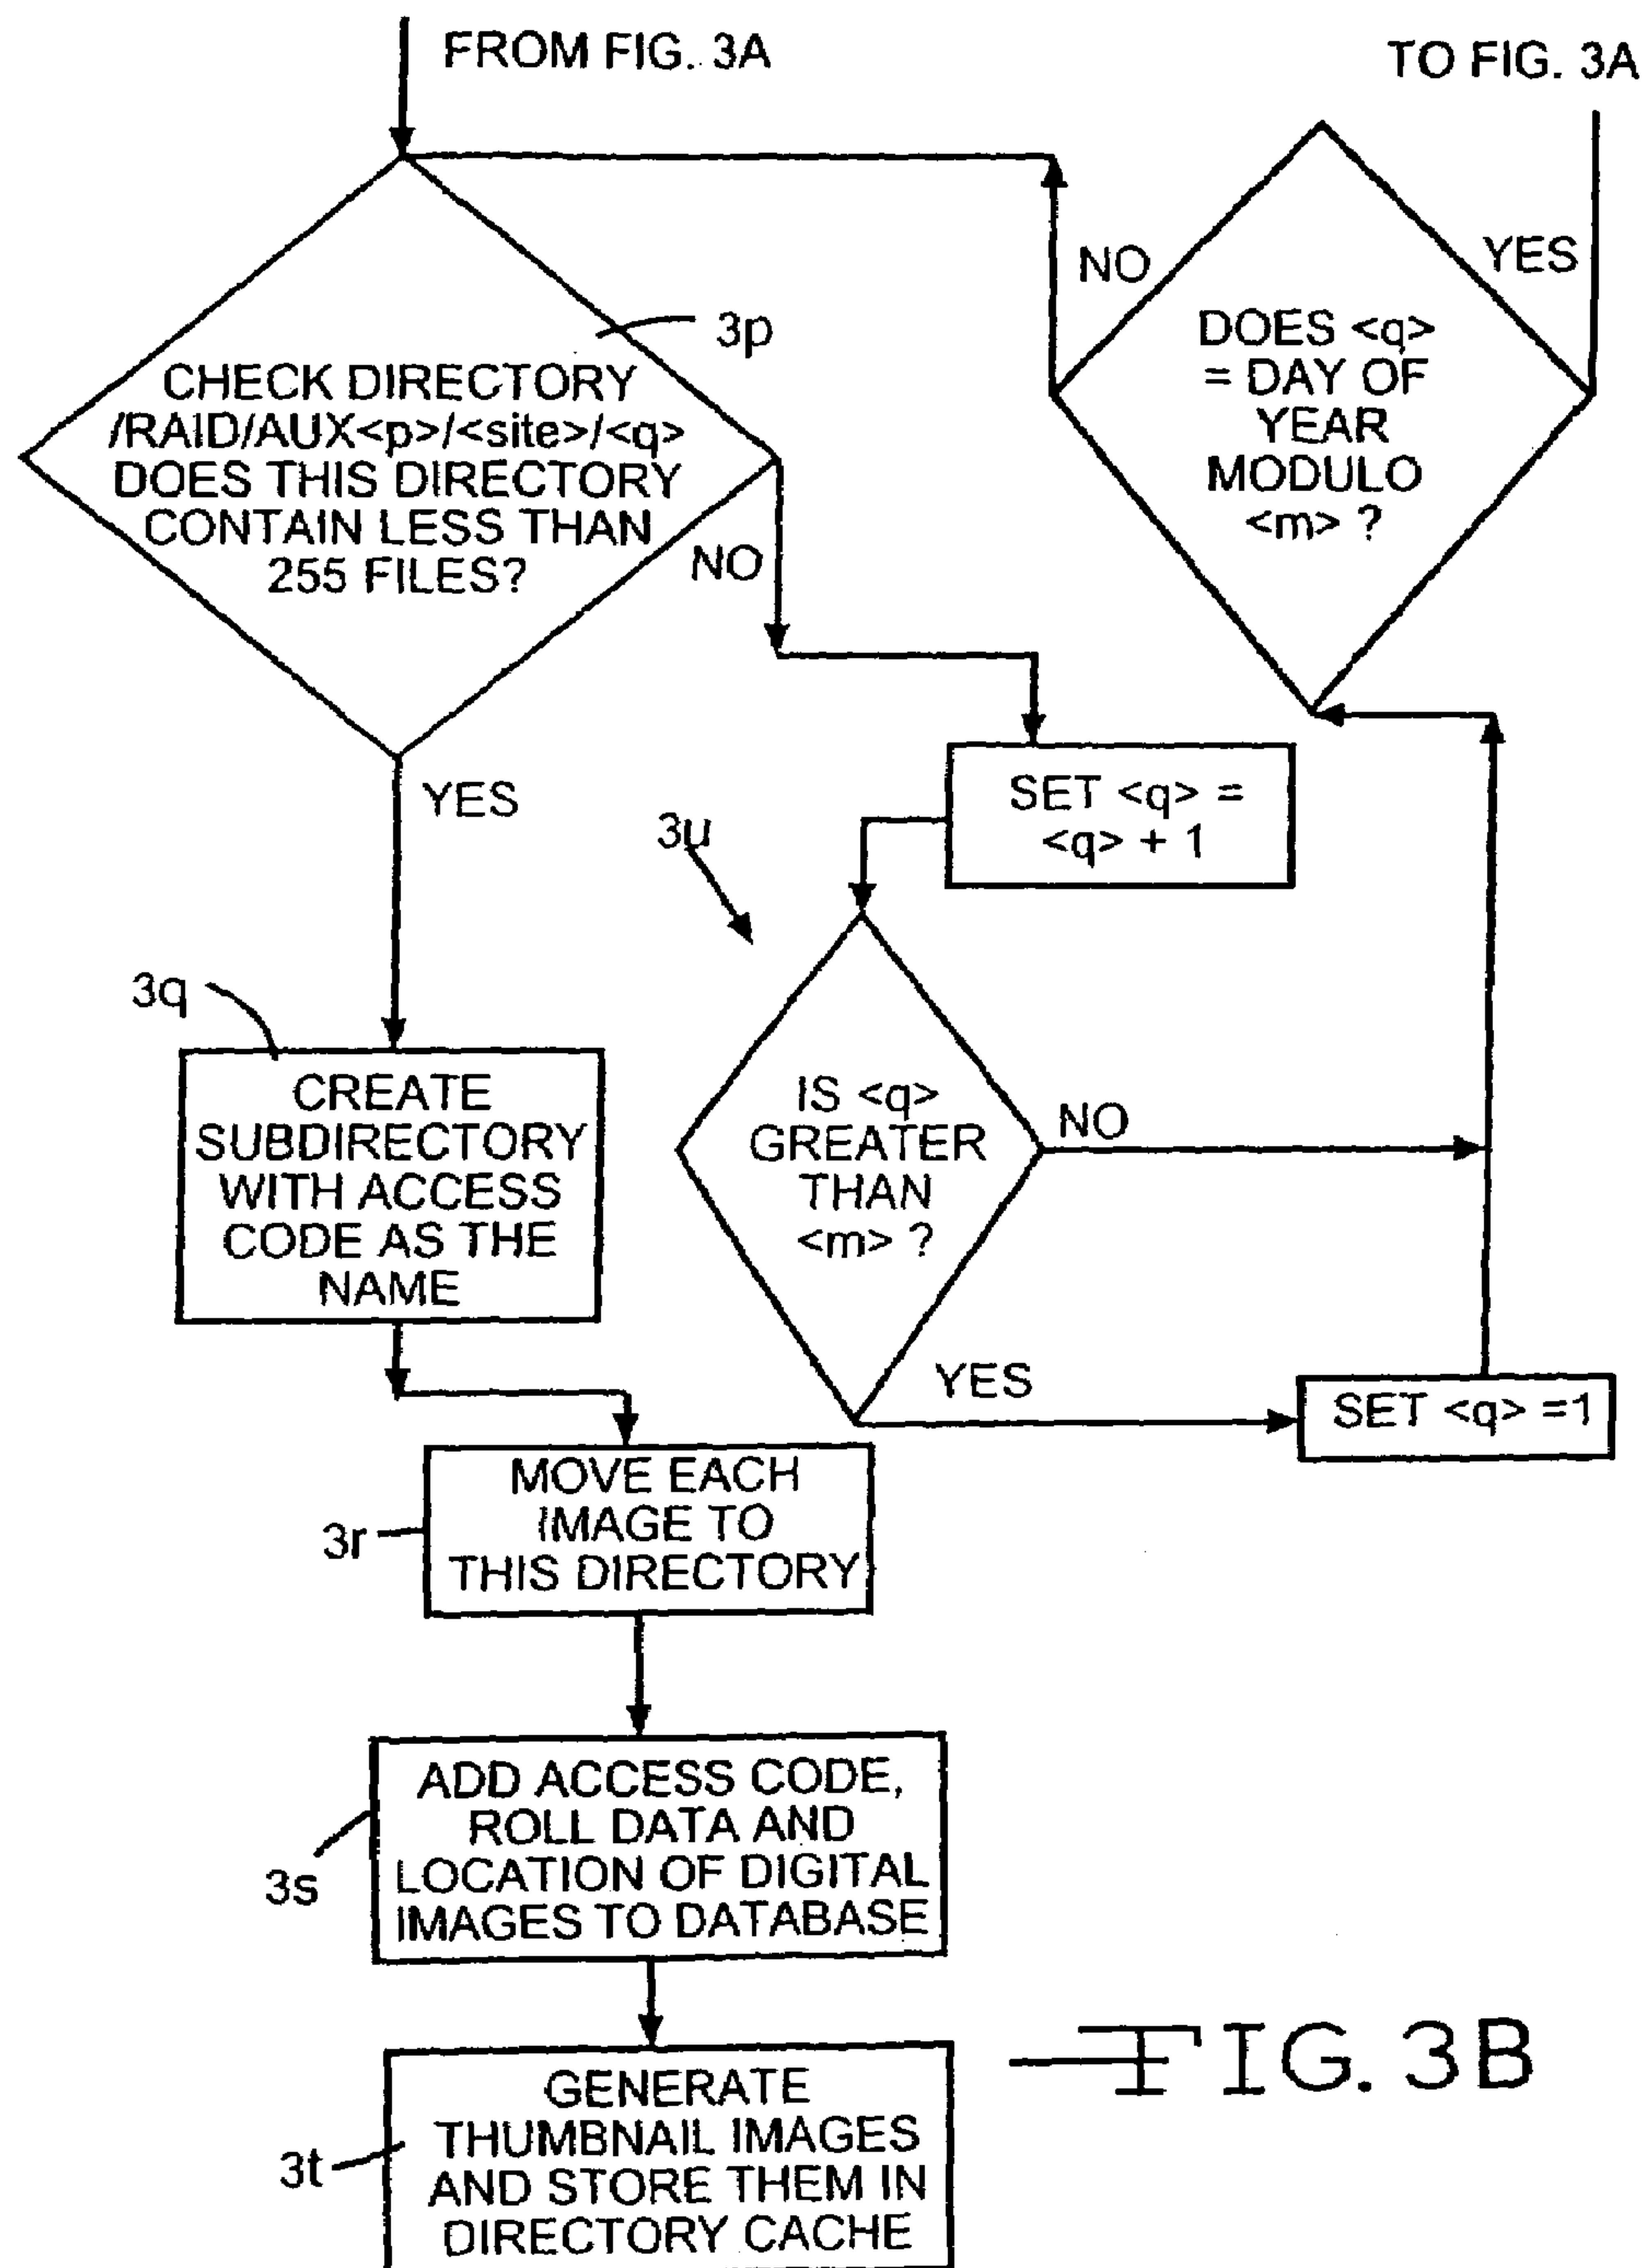 FROM FIG. 3A
TO FIG. 3A
3p
CHECK DIRECTORY
/RAID/AUX<p>/<site>/<q>
DOES THIS DIRECTORY
CONTAIN LESS THAN
255 FILES?
NO
YES
NO
YES
DOES <q>
= DAY OF
YEAR
MODULO
<m> ?
SET <q> =
<q> + 1
3u
IS <q>
GREATER
THAN
<m> ?
NO
YES
SET <q> =1
3q
CREATE
SUBDIRECTORY
WITH ACCESS
CODE AS THE
NAME
3r
MOVE EACH
IMAGE TO
THIS DIRECTORY
3s
ADD ACCESS CODE,
ROLL DATA AND
LOCATION OF DIGITAL
IMAGES TO DATABASE
3t
GENERATE
THUMBNAIL IMAGES
AND STORE THEM IN
DIRECTORY CACHE
FIG. 3B